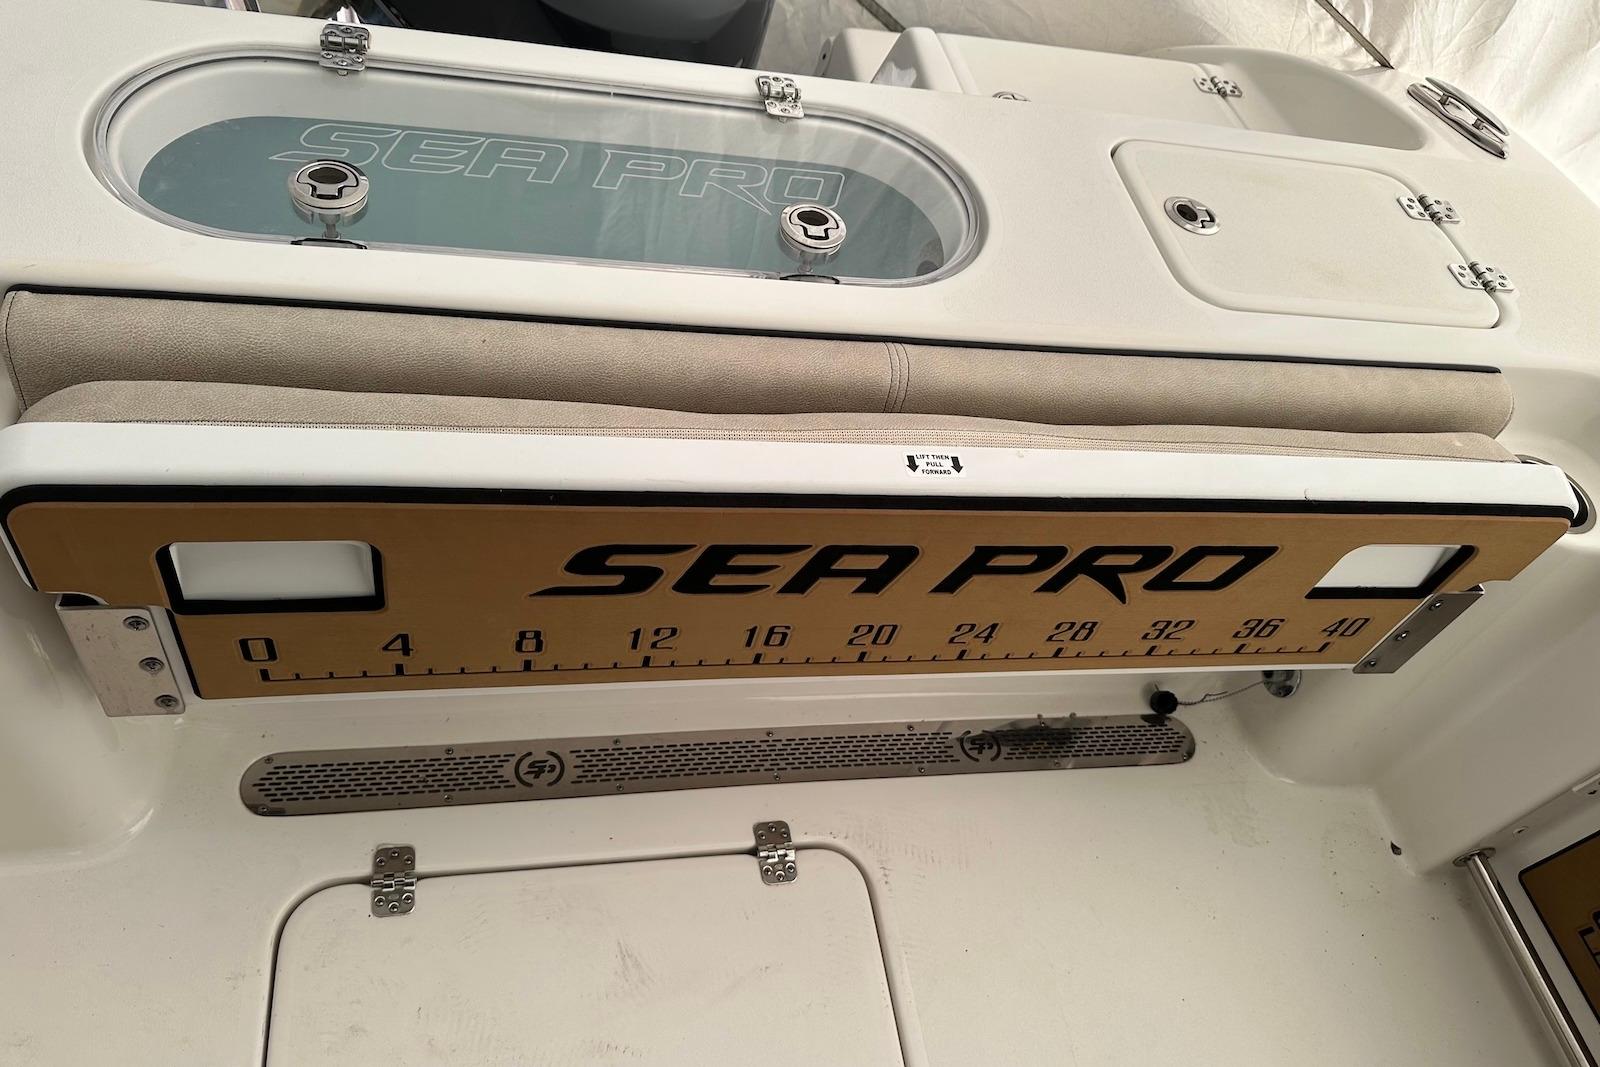 SEA PRO
LIFT THEN
PULL
FORWARD
SEA PRO
0 4 8 12 16 20 24 28 32 36 40